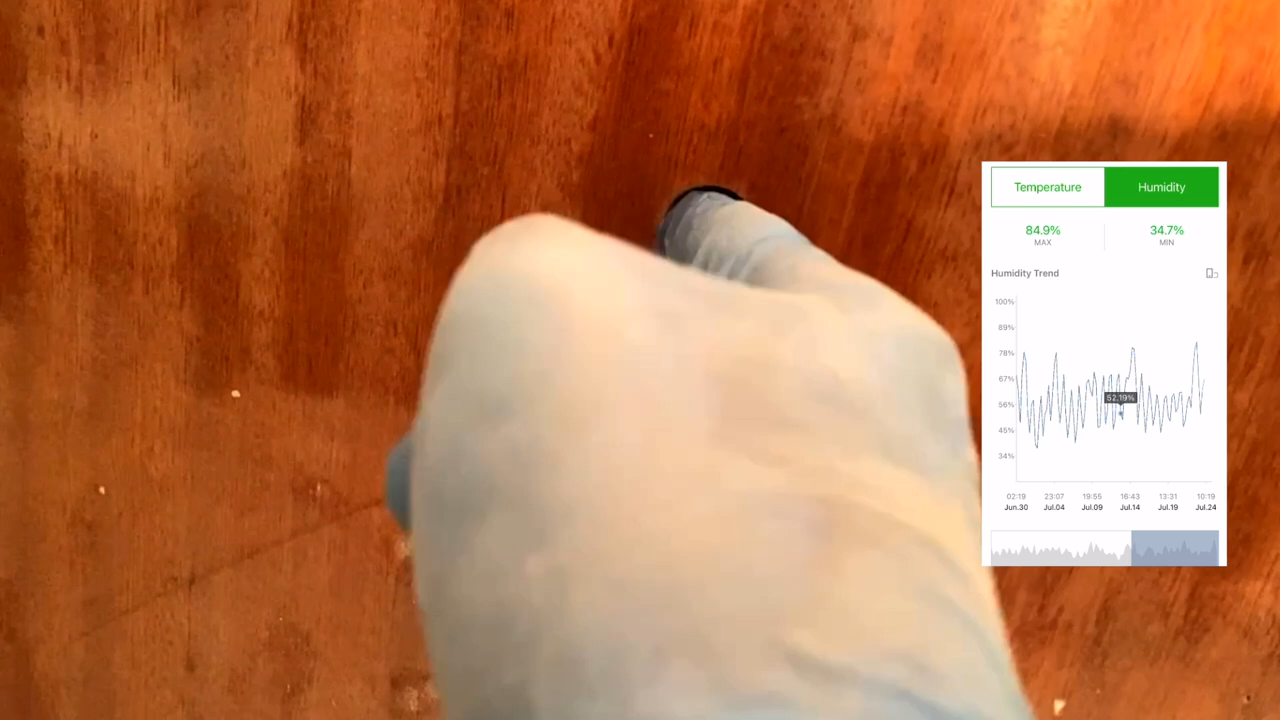 Temperature Humidity
84.9% 34.7%
MAX MIN
Humidity Trend
100%
89%
78%
67%
52.19%
56%
45%
34%
02:19 23:07 19:55 16:43 13:31 10:19
Jun.30 Jul.04 Jul.09 Jul.14 Jul.19 Jul.24